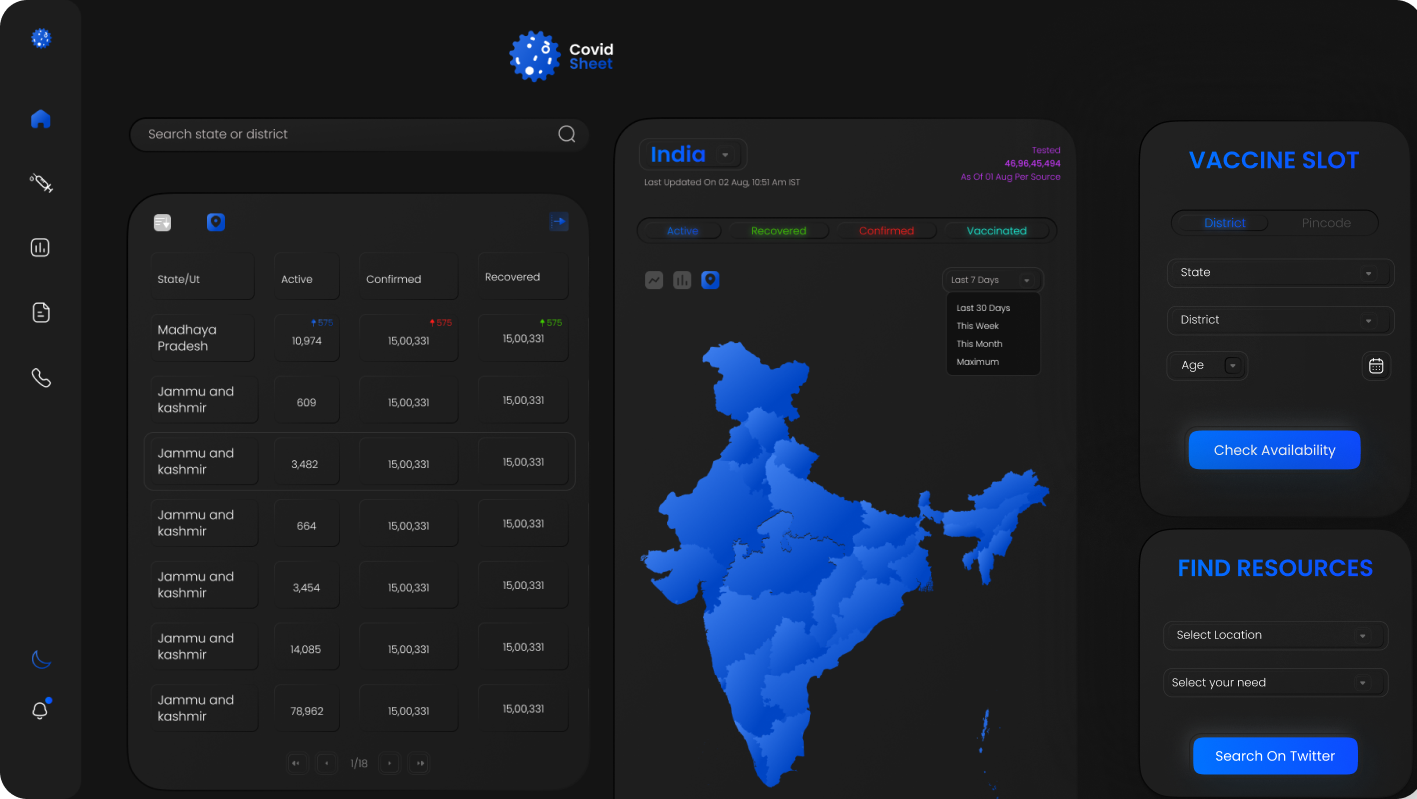 Covid
Sheet
Search state or district
State/Ut Active Confirmed Recovered
Madhaya
Pradesh
575
10,974
575
15,00,331
575
15,00,331
Jammu and
kashmir
609 15,00,331 15,00,331
Jammu and
kashmir
3,482 15,00,331 15,00,331
Jammu and
kashmir
664 15,00,331 15,00,331
Jammu and
kashmir
3,454 15,00,331 15,00,331
Jammu and
kashmir
14,085 15,00,331 15,00,331
Jammu and
kashmir
78,962 15,00,331 15,00,331
1/18
India
Last Updated On 02 Aug, 10:51 Am IST
Tested
46,96,45,494
As Of 01 Aug Per Source
Active Recovered Confirmed Vaccinated
Last 7 Days
Last 30 Days
This Week
This Month
Maximum
VACCINE SLOT
District Pincode
State
District
Age
Check Availability
FIND RESOURCES
Select Location
Select your need
Search On Twitter